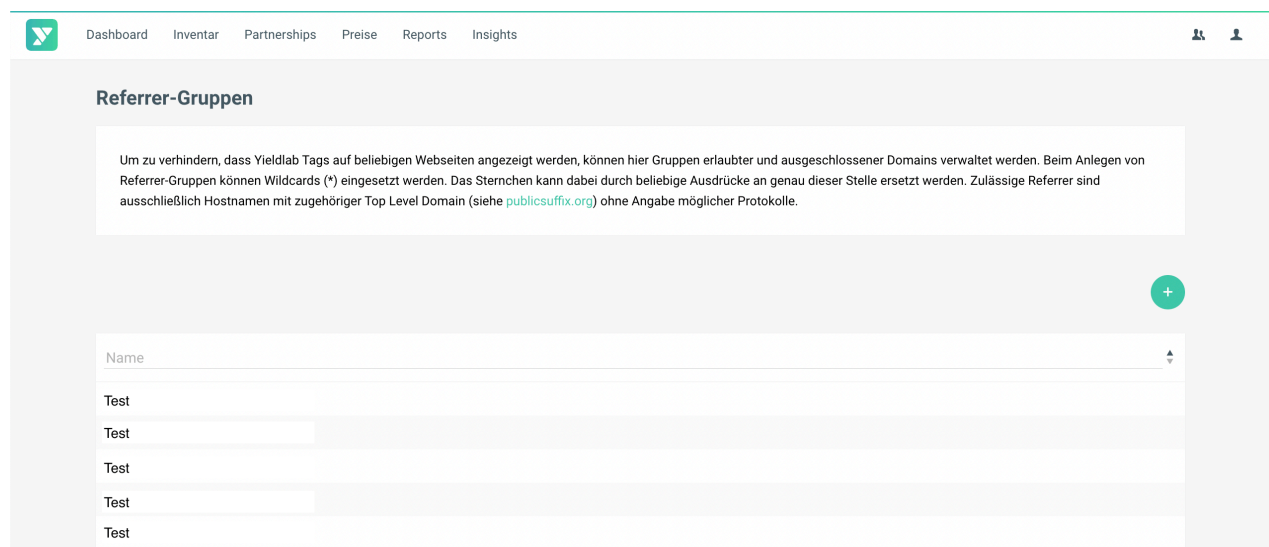 Dashboard Inventar Partnerships Preise Reports Insights
Referrer-Gruppen
Um zu verhindern, dass Yieldlab Tags auf beliebigen Webseiten angezeigt werden, können hier Gruppen erlaubter und ausgeschlossener Domains verwaltet werden. Beim Anlegen von
Referrer-Gruppen können Wildcards (*) eingesetzt werden. Das Sternchen kann dabei durch beliebige Ausdrücke an genau dieser Stelle ersetzt werden. Zulässige Referrer sind
ausschließlich Hostnamen mit zugehöriger Top Level Domain (siehe publicsuffix.org) ohne Angabe möglicher Protokolle.
+
Name
Test
Test
Test
Test
Test